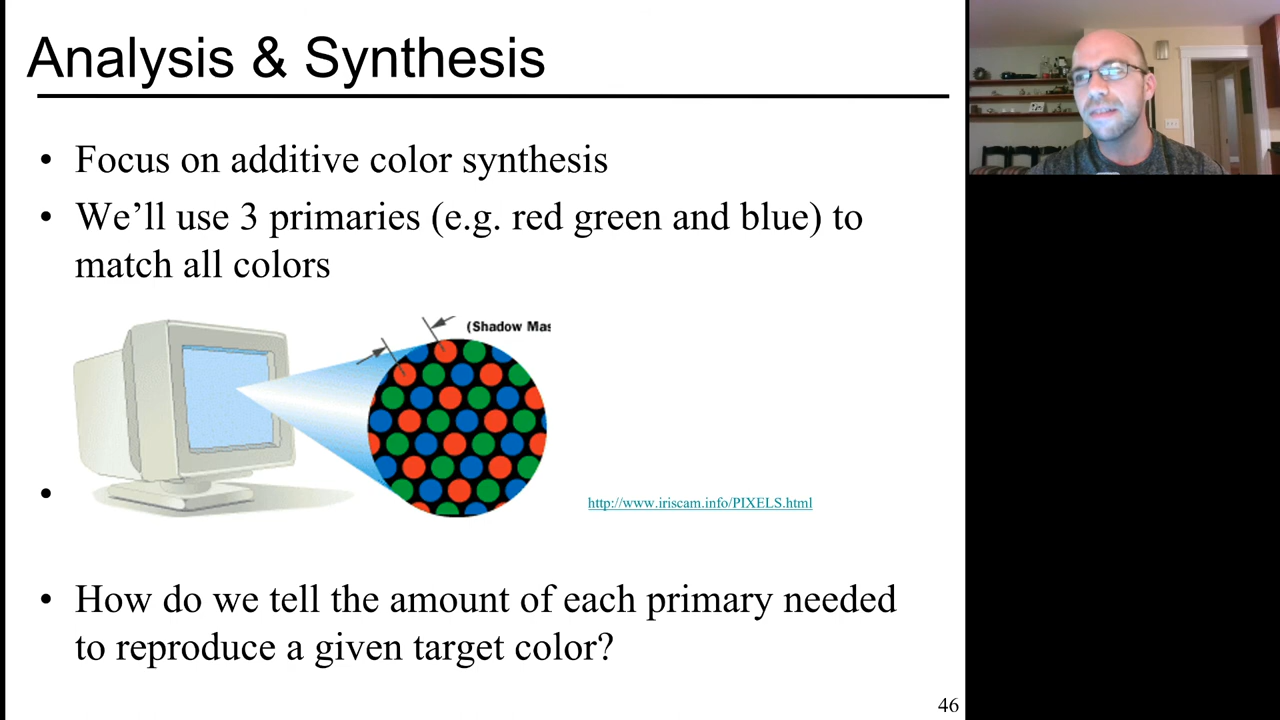 Analysis & Synthesis
• Focus on additive color synthesis
• We’ll use 3 primaries (e.g. red green and blue) to
match all colors
(Shadow Mas
•
http://www.iriscam.info/PIXELS.html
• How do we tell the amount of each primary needed
to reproduce a given target color?
46